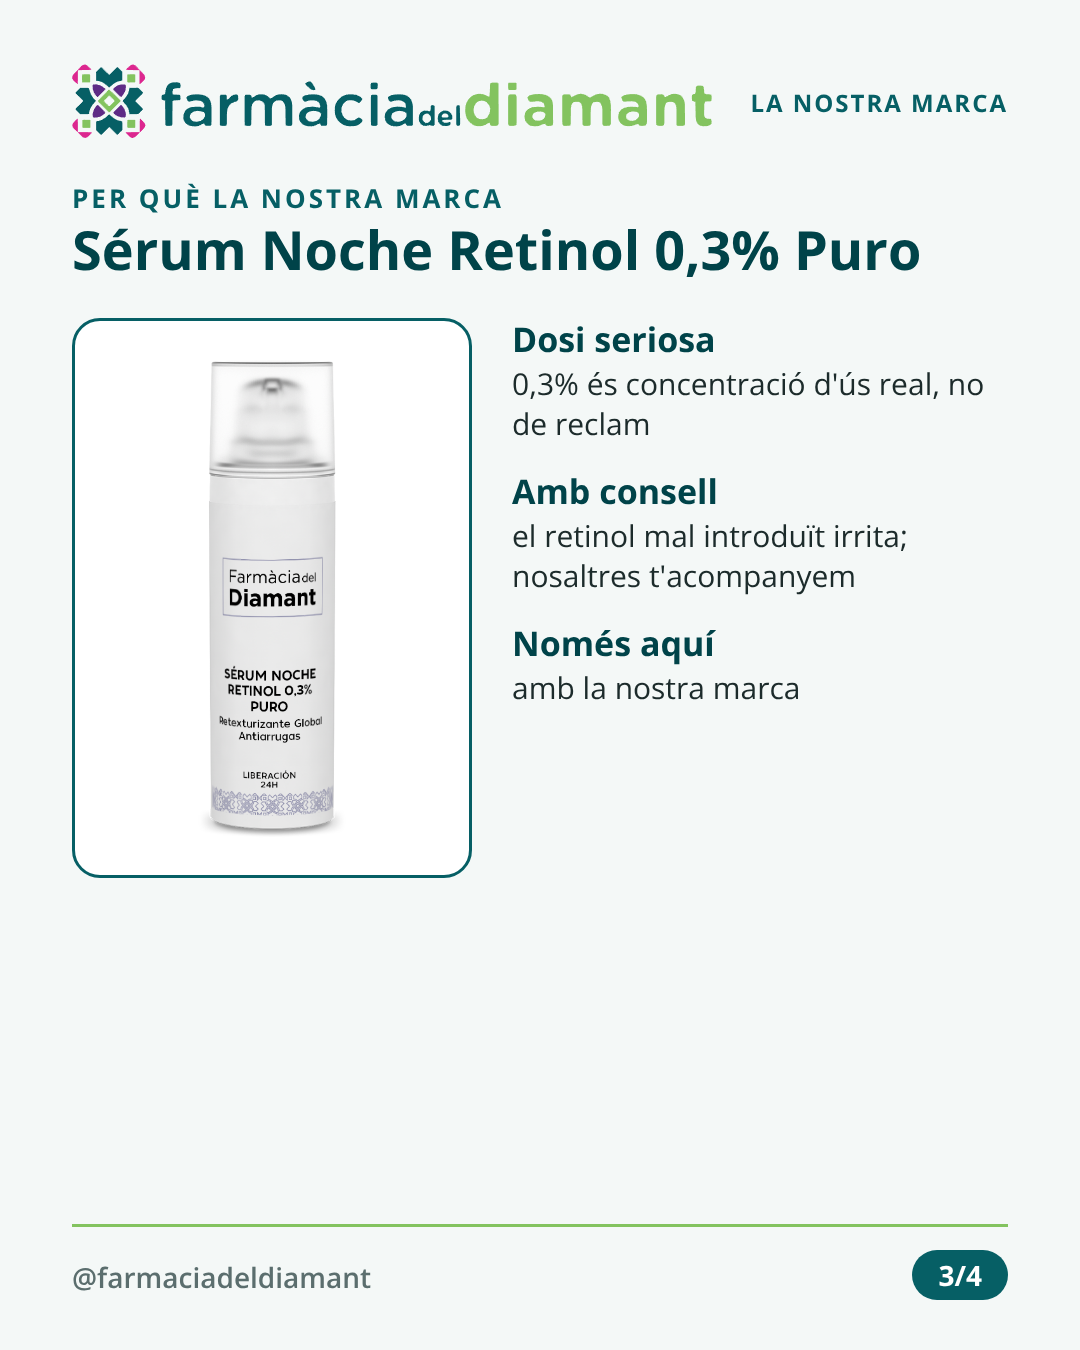 farmàciadeldiamant
LA NOSTRA MARCA
PER QUÈ LA NOSTRA MARCA
Sérum Noche Retinol 0,3% Puro
Farmàciadel
Diamant
SÉRUM NOCHE
RETINOL 0,3%
PURO
Retexturizante Global
Antiarrugas
LIBERACIÓN
24H
Dosi seriosa
0,3% és concentració d'ús real, no
de reclam
Amb consell
el retinol mal introduït irrita;
nosaltres t'acompanyem
Només aquí
amb la nostra marca
@farmaciadeldiamant
3/4